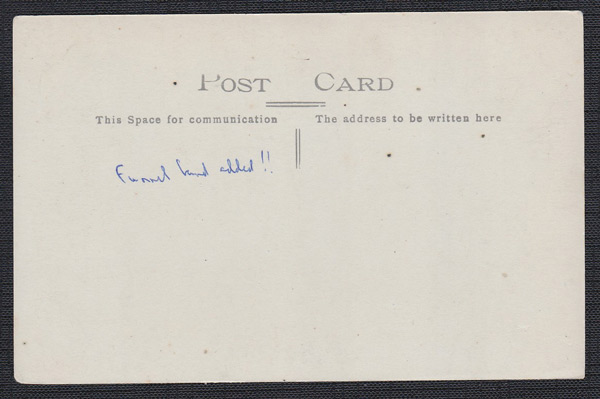 POST CARD
This Space for communication
The address to be written here
Funnel band added!!